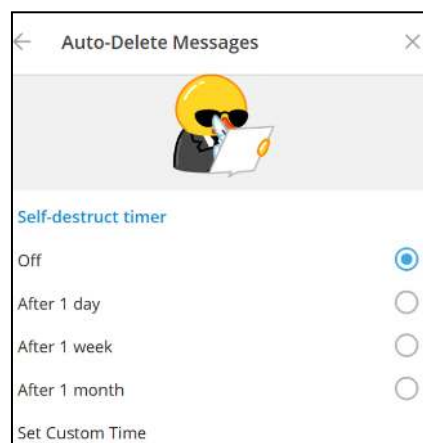 Auto-Delete Messages
Self-destruct timer
Off
After 1 day
After 1 week
After 1 month
Set Custom Time